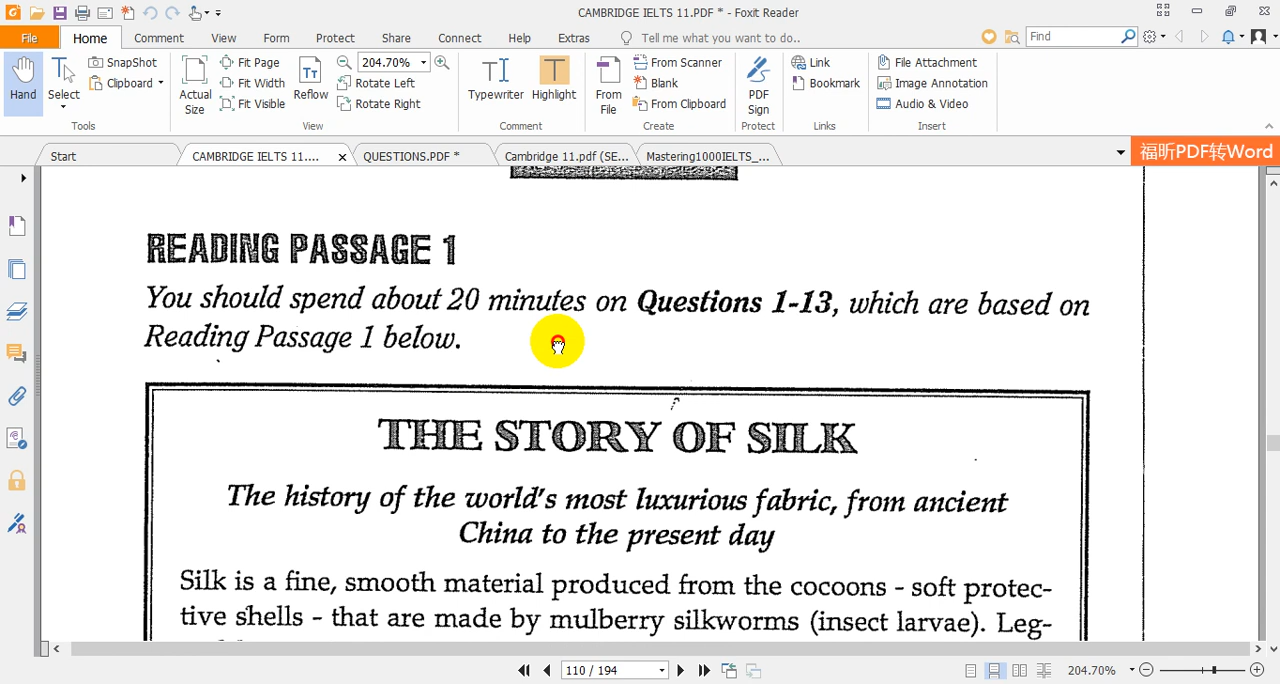 CAMBRIDGE IELTS 11.PDF * - Foxit Reader
File Home Comment View Form Protect Share Connect Help Extras Tell me what you want to do.. Find
Hand
Select
SnapShot
Clipboard
Tools
Actual Size
Fit Page
Fit Width
Fit Visible
Reflow
204.70%
Rotate Left
Rotate Right
View
Typewriter
Highlight
Comment
From File
From Scanner
Blank
From Clipboard
Create
PDF Sign
Protect
Link
Bookmark
Links
File Attachment
Image Annotation
Audio & Video
Insert
Start
CAMBRIDGE IELTS 11....
QUESTIONS.PDF *
Cambridge 11.pdf (SE...
Mastering1000IELTS_...
福昕PDF转Word
READING PASSAGE 1
You should spend about 20 minutes on Questions 1-13, which are based on
Reading Passage 1 below.
THE STORY OF SILK
The history of the world's most luxurious fabric, from ancient
China to the present day
Silk is a fine, smooth material produced from the cocoons - soft protec-
tive shells - that are made by mulberry silkworms (insect larvae). Leg-
110 / 194
204.70%